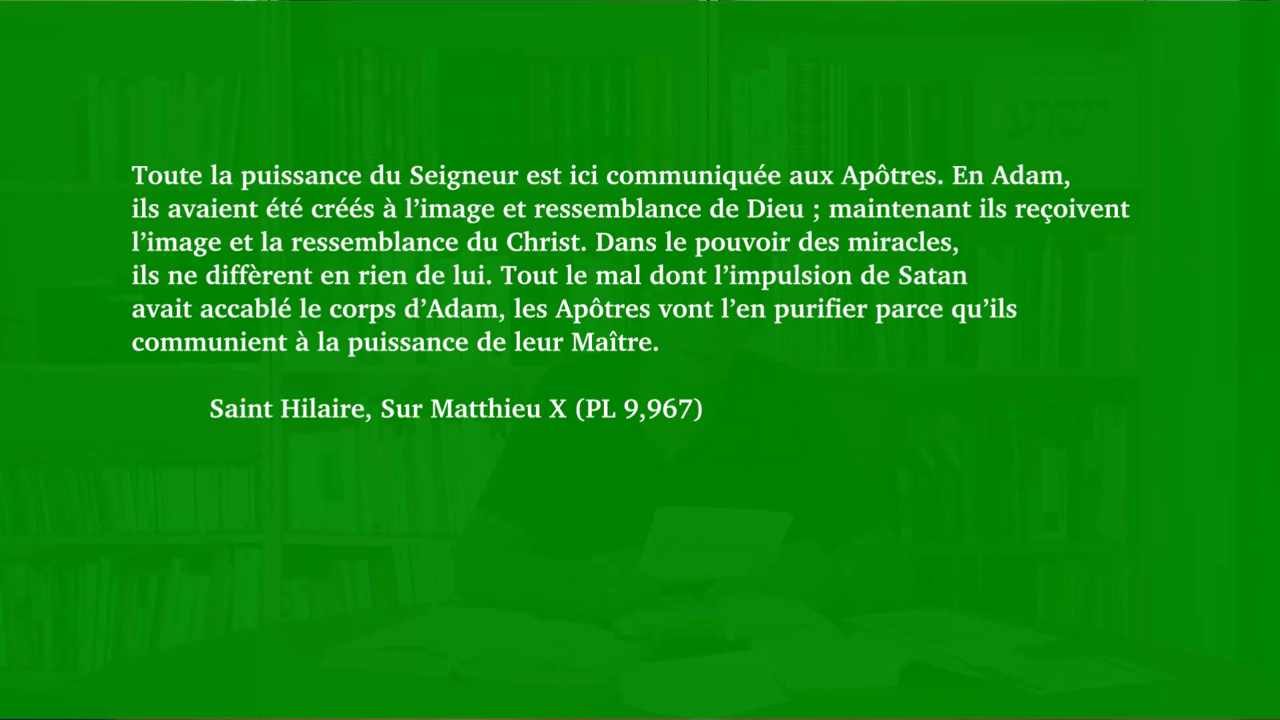 ישוע
Toute la puissance du Seigneur est ici communiquée aux Apôtres. En Adam,
ils avaient été créés à l’image et ressemblance de Dieu ; maintenant ils reçoivent
l’image et la ressemblance du Christ. Dans le pouvoir des miracles,
ils ne diffèrent en rien de lui. Tout le mal dont l’impulsion de Satan
avait accablé le corps d’Adam, les Apôtres vont l’en purifier parce qu’ils
communient à la puissance de leur Maître.
Saint Hilaire, Sur Matthieu X (PL 9,967)